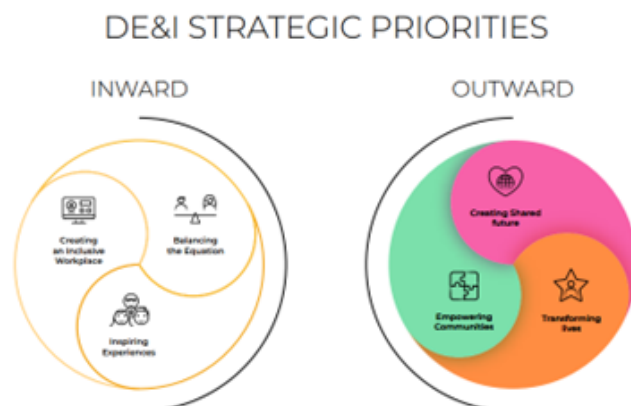 DE&I STRATEGIC PRIORITIES
INWARD
Creating
an Inclusive
Workplace
Balancing
the Equation
Inspiring
Experiences
OUTWARD
Creating Shared
future
Empowering
Communities
Transforming
lives